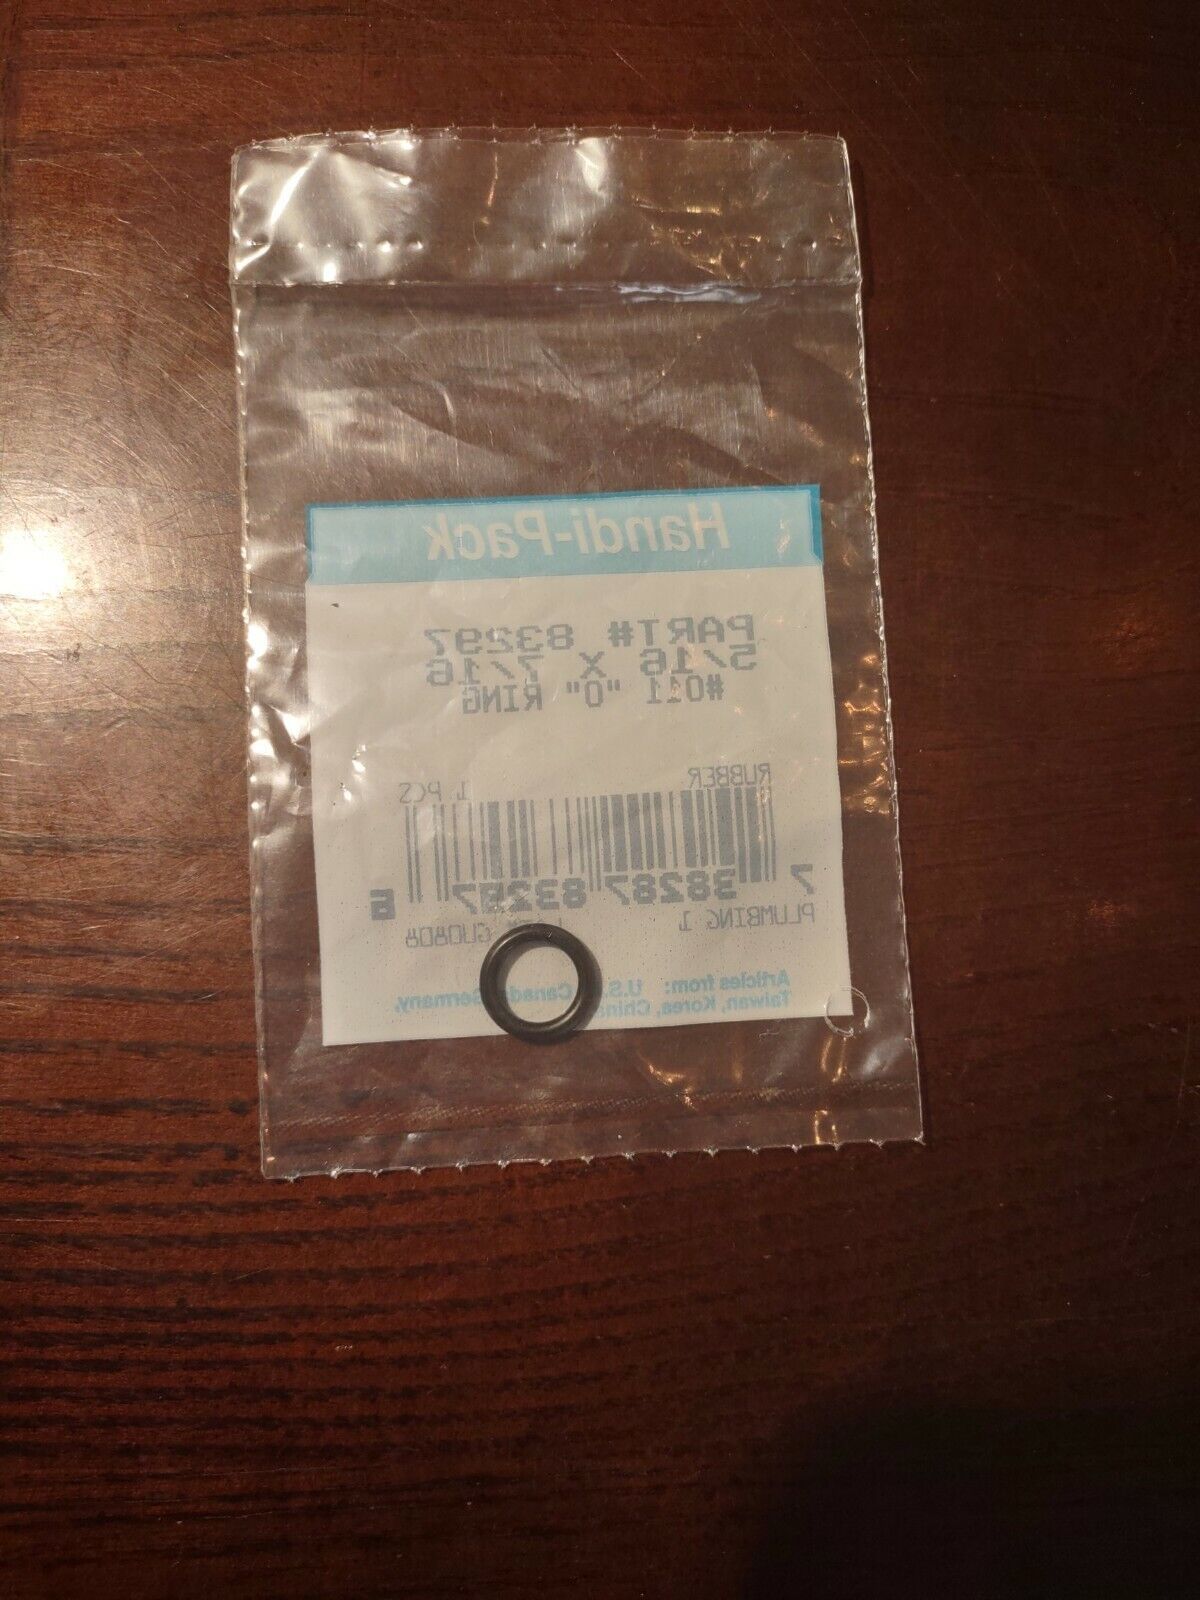 Handi-Pack
PART# 83297
5/16 X 7/16
#011 "O" RING
RUBBER 1 PCS
7 38287 83297 6
PLUMBING 1 GU0808
Articles from: U.S. Canada Germany,
Taiwan, Korea, China,